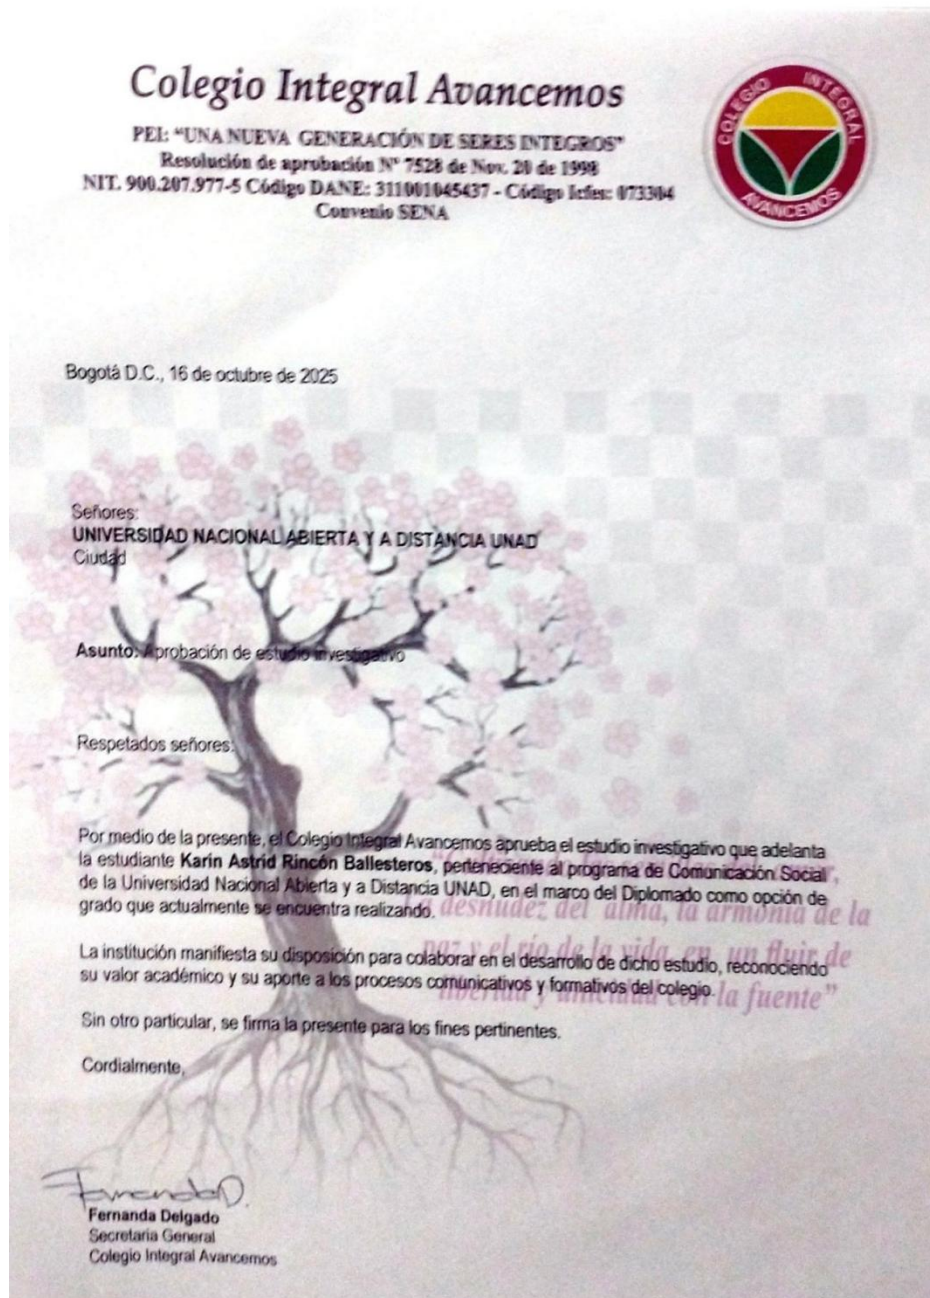 Colegio Integral Avancemos
PEI: “UNA NUEVA GENERACIÓN DE SERES INTEGROS”
Resolución de aprobación N° 7528 de Nov. 20 de 1998
NIT. 900.207.977-5 Código DANE: 311001045437 - Código Icfes: 073304
Convenio SENA
COLEGIO INTEGRAL
AVANCEMOS
Bogotá D.C., 16 de octubre de 2025
Señores:
UNIVERSIDAD NACIONAL ABIERTA Y A DISTANCIA UNAD
Ciudad
Asunto: Aprobación de estudio investigativo
Respetados señores:
Por medio de la presente, el Colegio Integral Avancemos aprueba el estudio investigativo que adelanta
la estudiante Karin Astrid Rincón Ballesteros, perteneciente al programa de Comunicación Social
de la Universidad Nacional Abierta y a Distancia UNAD, en el marco del Diplomado como opción de
grado que actualmente se encuentra realizando.
desnudez del alma, la armonía de la
La institución manifiesta su disposición para colaborar en el desarrollo de dicho estudio, reconociendo
paz y el río de la vida, en un fluir de
su valor académico y su aporte a los procesos comunicativos y formativos del colegio.
libertad y con la fuente”
Sin otro particular, se firma la presente para los fines pertinentes.
Cordialmente,
Fernanda D.
Fernanda Delgado
Secretaria General
Colegio Integral Avancemos